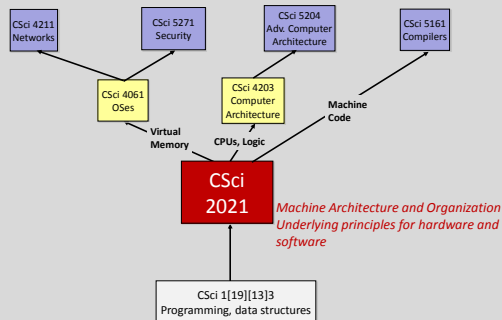 CSci 4211
Networks
CSci 5271
Security
CSci 5204
Adv. Computer
Architecture
CSci 5161
Compilers
CSci 4061
OSes
CSci 4203
Computer
Architecture
Machine
Code
Virtual
Memory
CPUs, Logic
CSci
2021
Machine Architecture and Organization
Underlying principles for hardware and
software
CSci 1[19][13]3
Programming, data structures